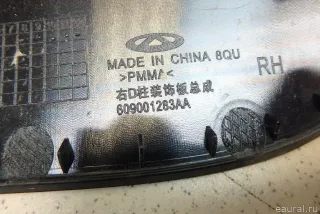 MADE IN CHINA 8QU
>PMMA<
RH
右D柱装饰板总成
609001263AA
eaural.ru